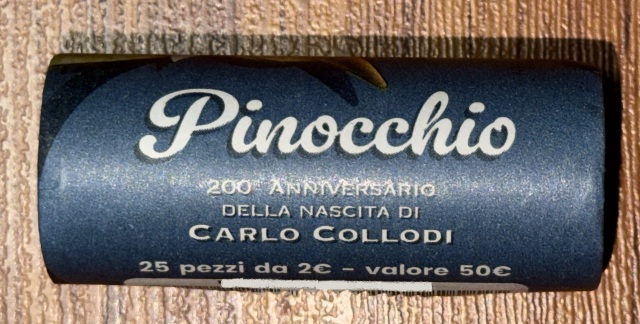 Pinocchio
200° ANNIVERSARIO
DELLA NASCITA DI
CARLO COLLODI
25 pezzi da 2€ - valore 50€